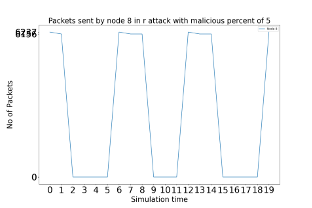 Packets sent by node 8 in r attack with malicious percent of 5
Node 8
No of Packets
0
0 1 2 3 4 5 6 7 8 9 10 11 12 13 14 15 16 17 18 19
Simulation time